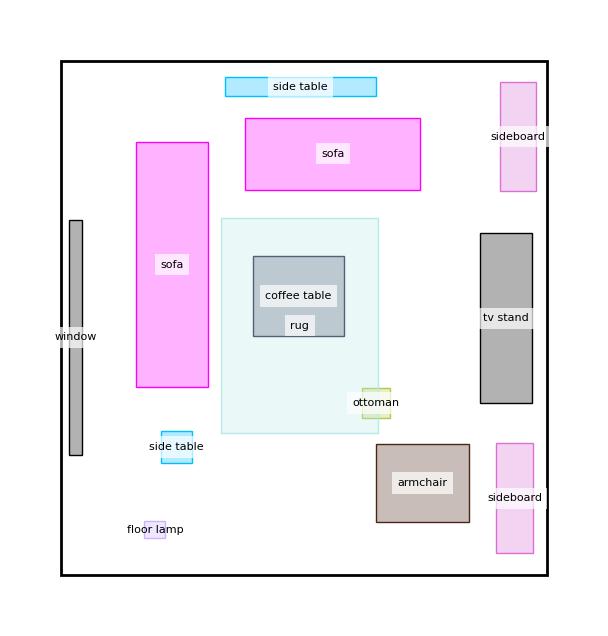 side table
sideboard
sofa
sofa
coffee table
rug
tv stand
window
ottoman
side table
armchair
sideboard
floor lamp